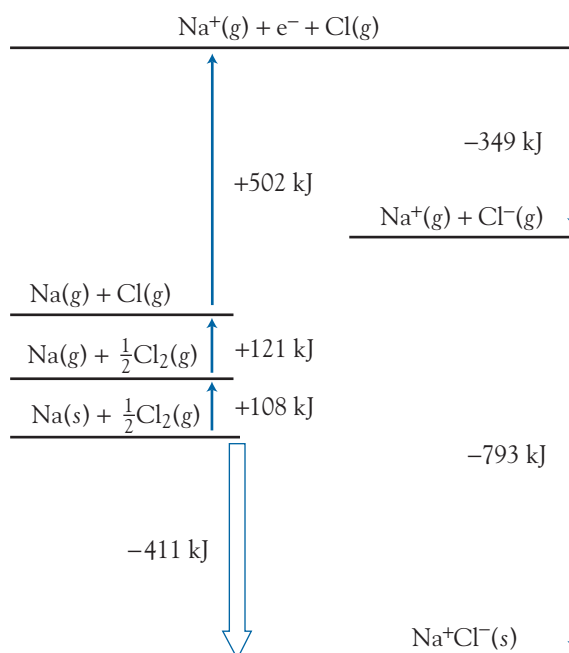 Na⁺(g) + e⁻ + Cl(g)
−349 kJ
+502 kJ
Na⁺(g) + Cl⁻(g)
Na(g) + Cl(g)
Na(g) + ½Cl₂(g)
+121 kJ
Na(s) + ½Cl₂(g)
+108 kJ
−793 kJ
−411 kJ
Na⁺Cl⁻(s)